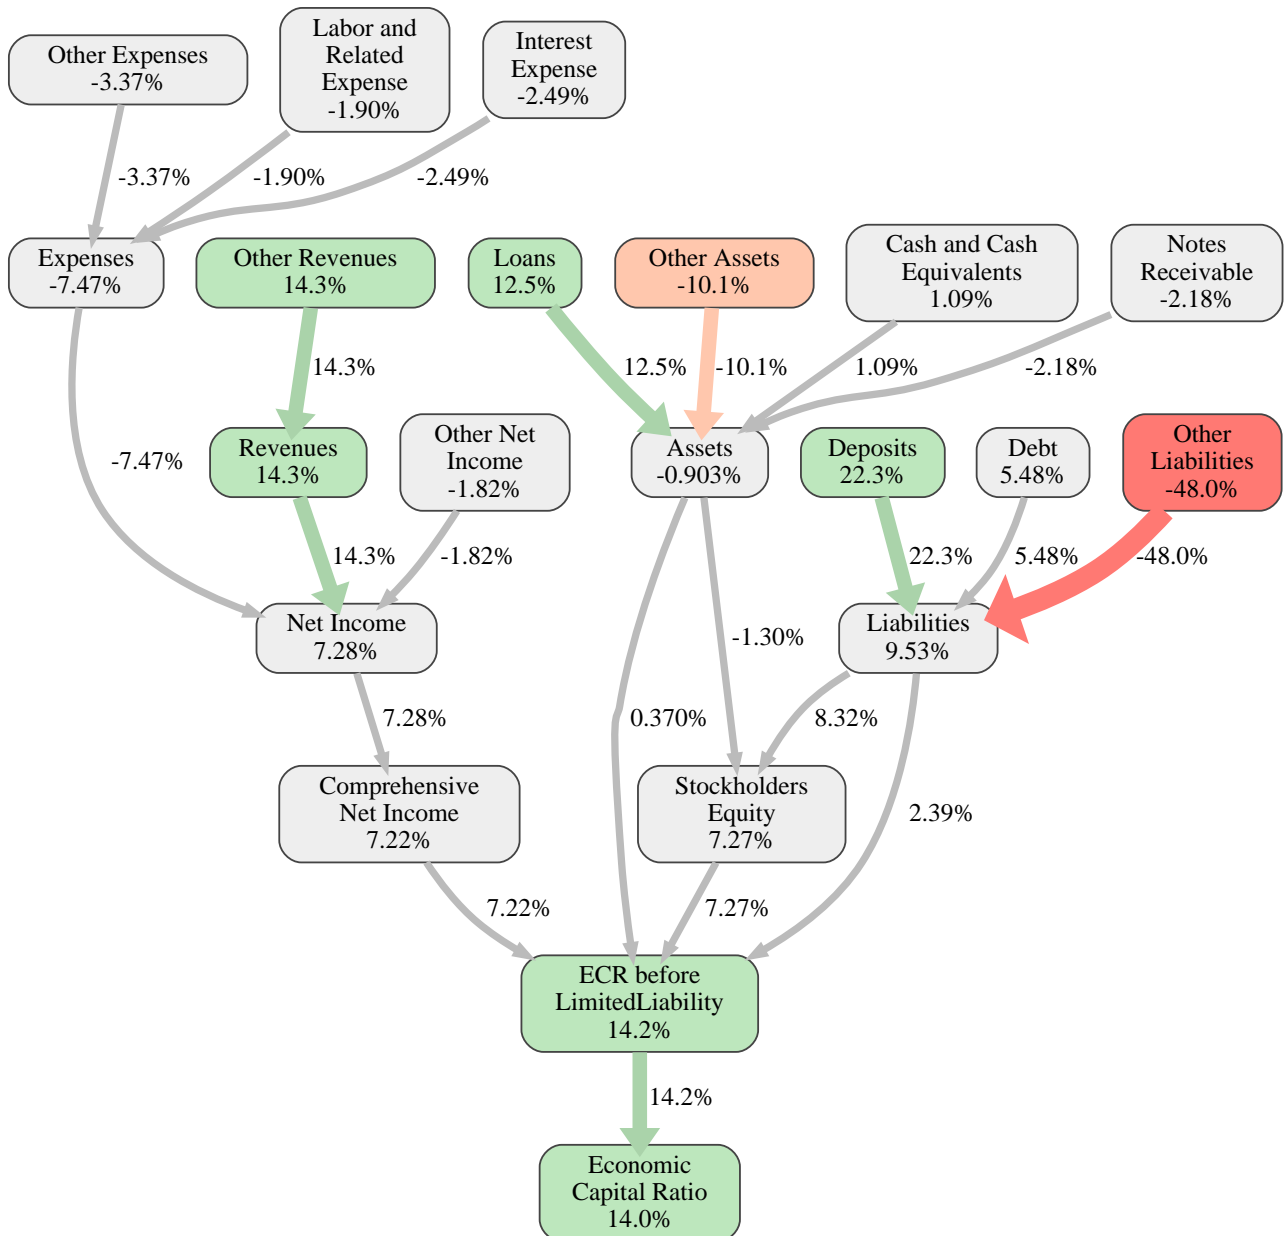 Other Expenses
-3.37%
Labor and
Related
Expense
-1.90%
Interest
Expense
-2.49%
-3.37%
-1.90%
-2.49%
Expenses
-7.47%
Other Revenues
14.3%
Loans
12.5%
Other Assets
-10.1%
Cash and Cash
Equivalents
1.09%
Notes
Receivable
-2.18%
14.3%
12.5%
-10.1%
1.09%
-2.18%
-7.47%
Revenues
14.3%
Other Net
Income
-1.82%
Assets
-0.903%
Deposits
22.3%
Debt
5.48%
Other
Liabilities
-48.0%
14.3%
-1.82%
22.3%
5.48%
-48.0%
Net Income
7.28%
-1.30%
Liabilities
9.53%
7.28%
0.370%
8.32%
Comprehensive
Net Income
7.22%
Stockholders
Equity
7.27%
2.39%
7.22%
7.27%
ECR before
LimitedLiability
14.2%
14.2%
Economic
Capital Ratio
14.0%